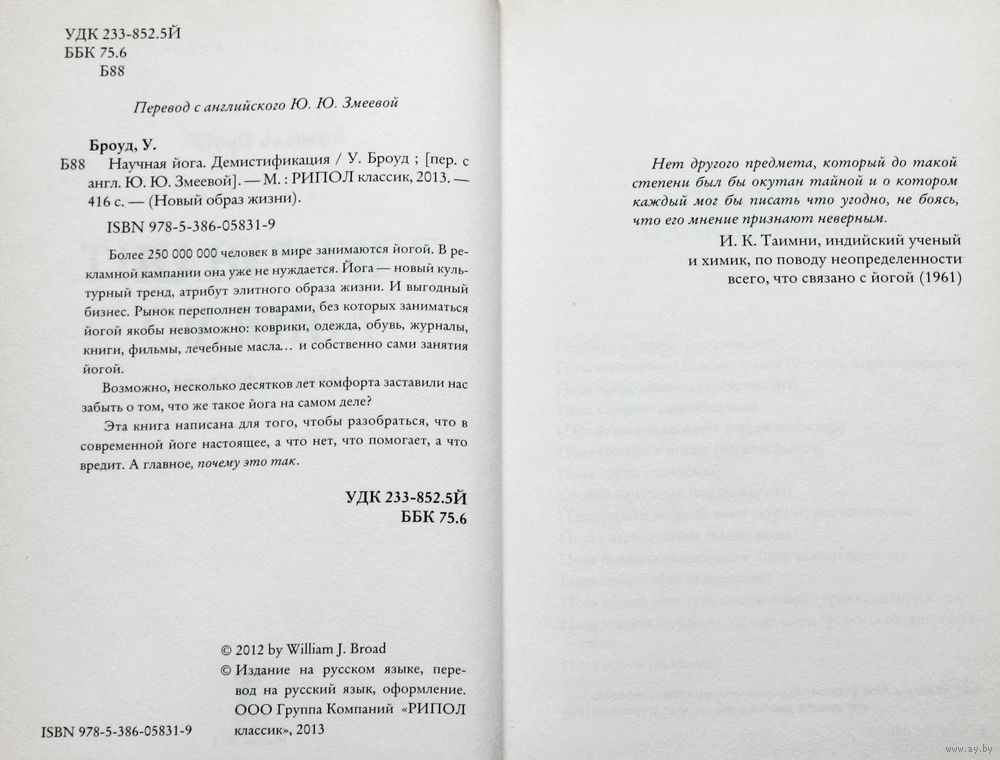 УДК 233-852.5Й
ББК 75.6
Б88
Перевод с английского Ю. Ю. Змеевой
Броуд, У.
Б88 Научная йога. Демистификация / У. Броуд ; [пер. с
англ. Ю. Ю. Змеевой]. — М. : РИПОЛ классик, 2013. —
416 с. — (Новый образ жизни).
ISBN 978-5-386-05831-9
Более 250 000 000 человек в мире занимаются йогой. В ре-
кламной кампании она уже не нуждается. Йога — новый куль-
турный тренд, атрибут элитного образа жизни. И выгодный
бизнес. Рынок переполнен товарами, без которых заниматься
йогой якобы невозможно: коврики, одежда, обувь, журналы,
книги, фильмы, лечебные масла... и собственно сами занятия
йогой.
Возможно, несколько десятков лет комфорта заставили нас
забыть о том, что же такое йога на самом деле?
Эта книга написана для того, чтобы разобраться, что в
современной йоге настоящее, а что нет, что помогает, а что
вредит. А главное, почему это так.
УДК 233-852.5Й
ББК 75.6
© 2012 by William J. Broad
© Издание на русском языке, пере-
вод на русский язык, оформление.
ООО Группа Компаний «РИПОЛ
классик», 2013
ISBN 978-5-386-05831-9
Нет другого предмета, который до такой
степени был бы окутан тайной и о котором
каждый мог бы писать что угодно, не боясь,
что его мнение признают неверным.
И. К. Таимни, индийский ученый
и химик, по поводу неопределенности
всего, что связано с йогой (1961)
www.ay.by